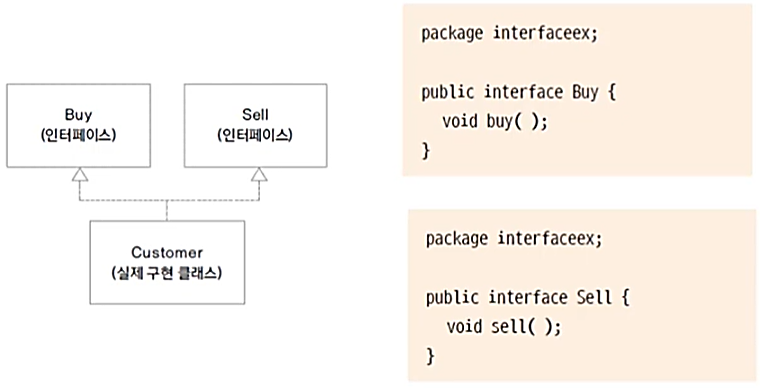 Buy
(인터페이스)
Sell
(인터페이스)
Customer
(실제 구현 클래스)
package interfaceex;
public interface Buy {
void buy( );
}
package interfaceex;
public interface Sell {
void sell( );
}